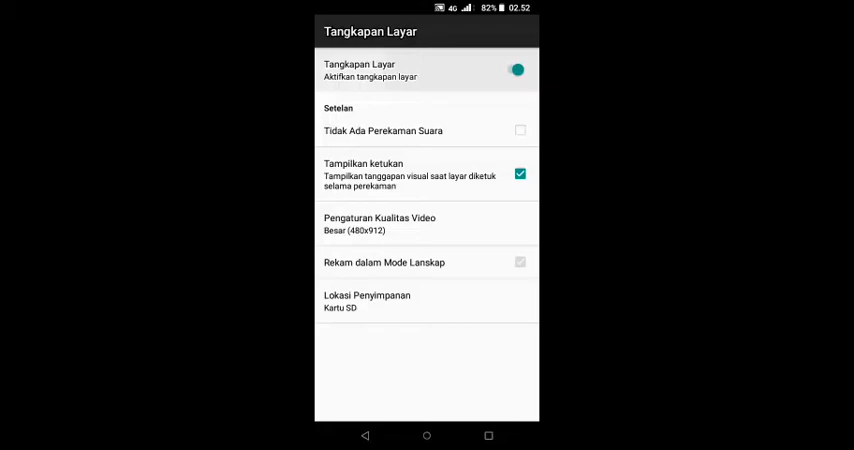 4G 82% 02.52
Tangkapan Layar
Tangkapan Layar
Aktifkan tangkapan layar
Setelan
Tidak Ada Perekaman Suara
Tampilkan ketukan
Tampilkan tanggapan visual saat layar diketuk
selama perekaman
Pengaturan Kualitas Video
Besar (480x912)
Rekam dalam Mode Lanskap
Lokasi Penyimpanan
Kartu SD